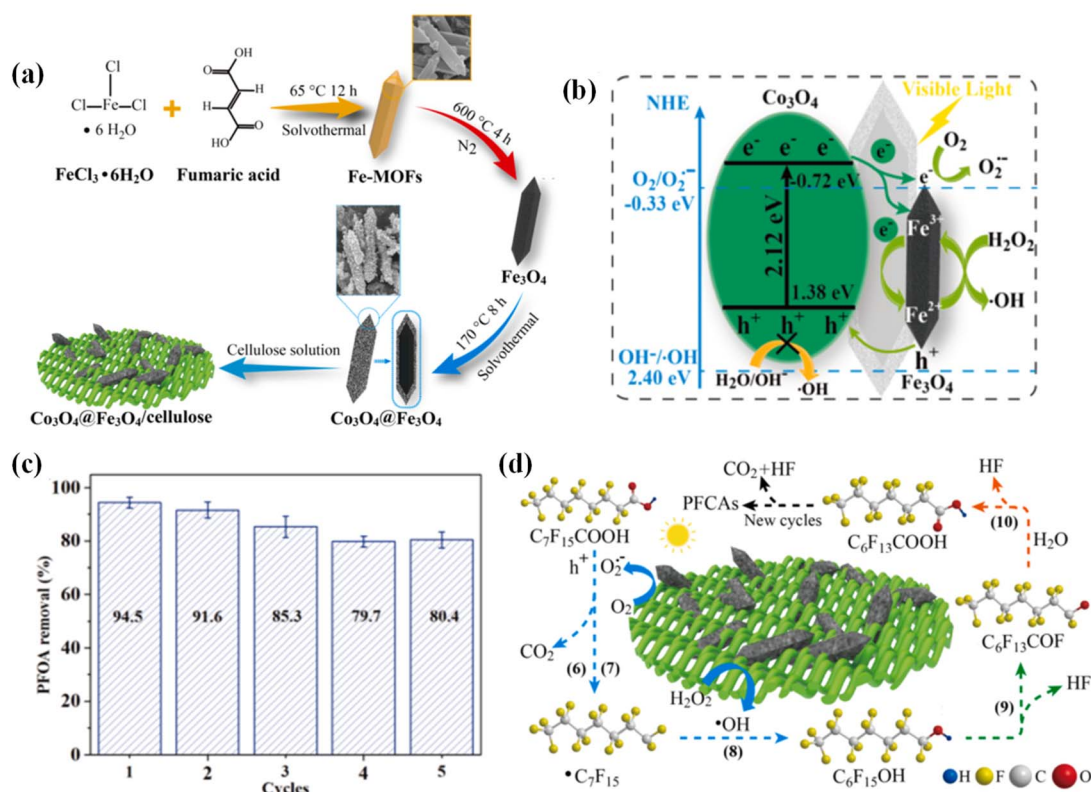 (a)
Cl
Cl Fe Cl
• 6 H2O
FeCl3•6H2O
+
O
OH
H
H
HO
O
Fumaric acid
65 °C 12 h
Solvothermal
Fe-MOFs
600 °C 4 h
N2
Fe3O4
170 °C 8 h
Solvothermal
Co3O4@Fe3O4
Cellulose solution
Co3O4@Fe3O4/cellulose
(b)
NHE
Co3O4
Visible Light
e- e- e-
-0.72 eV
e-
e-
e-
O2
O2•-
O2/O2•-
-0.33 eV
2.12 eV
Fe3+
Fe2+
H2O2
·OH
1.38 eV
h+ h+ h+
h+
Fe3O4
OH-/·OH
2.40 eV
H2O/OH-
·OH
(c)
PFOA removal (%)
100
80
60
40
20
0
94.5 91.6 85.3 79.7 80.4
1 2 3 4 5
Cycles
(d)
C7F15COOH
CO2+HF
PFCAs
New cycles
C6F13COOH
HF
(10)
H2O
h+
O2•-
O2
CO2
(6) (7)
H2O2
•OH
(8)
•C7F15
C6F15OH
(9)
HF
C6F13COF
H F C O